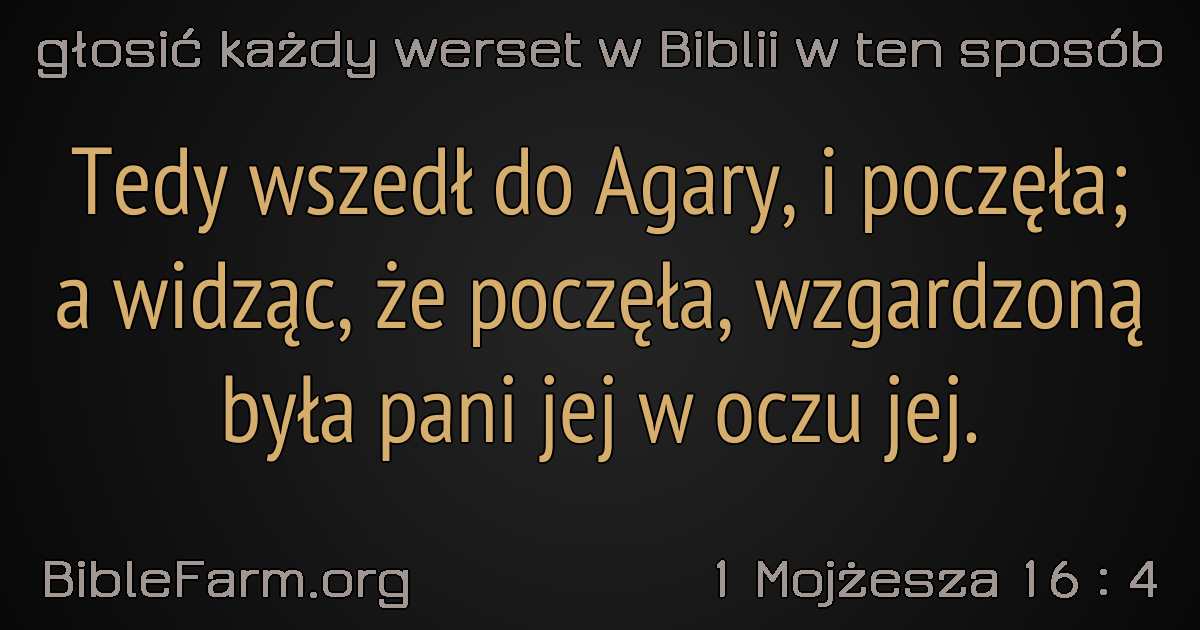 głosić każdy werset w Biblii w ten sposób
Tedy wszedł do Agary, i poczęła;
a widząc, że poczęła, wzgardzoną
była pani jej w oczu jej.
BibleFarm.org
1 Mojżesza 16 : 4